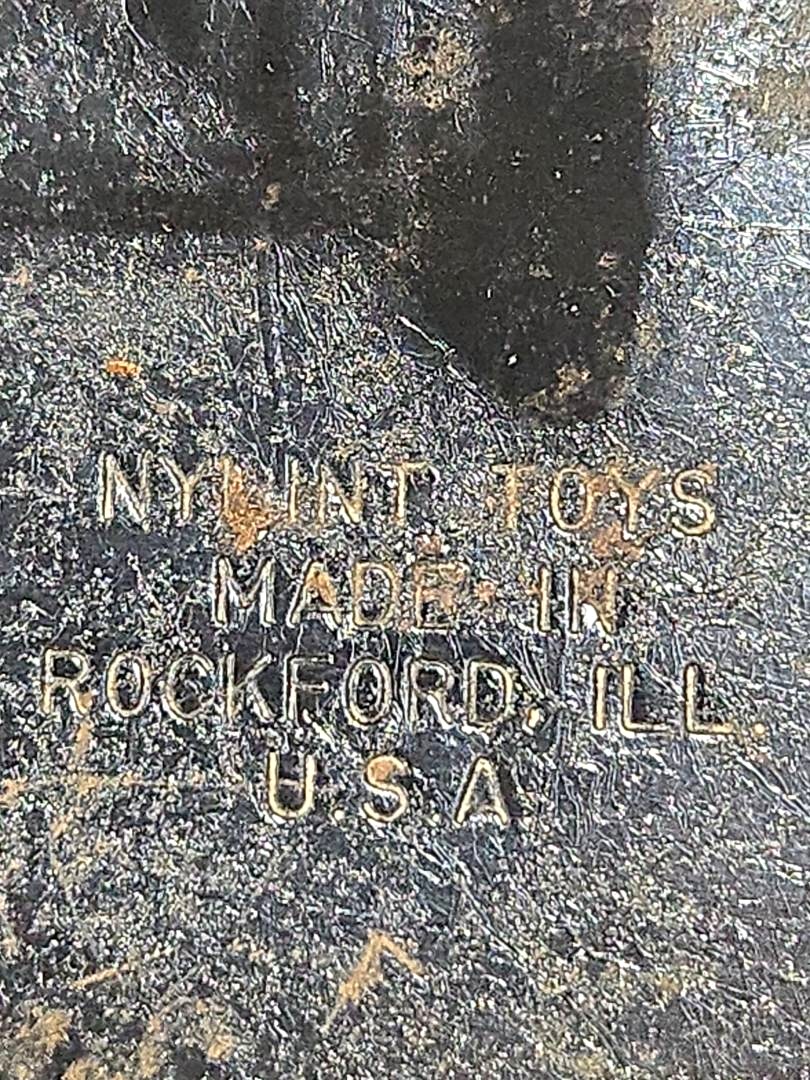 NYLINT TOYS
MADE IN
ROCKFORD, ILL.
U.S.A.